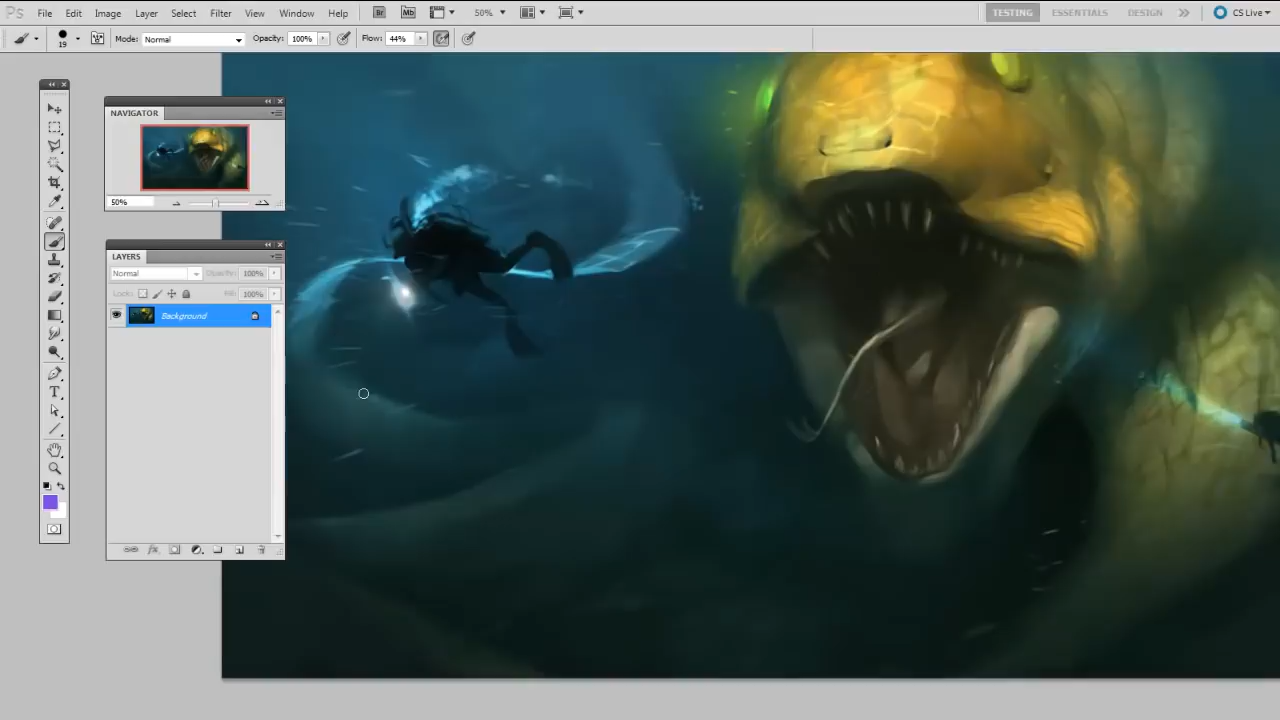 Ps File Edit Image Layer Select Filter View Window Help Br Mb 50% TESTING ESSENTIALS DESIGN CS Live
19 Mode: Normal Opacity: 100% Flow: 44%
NAVIGATOR
50%
LAYERS
Normal Opacity: 100%
Locks: Fill: 100%
Background